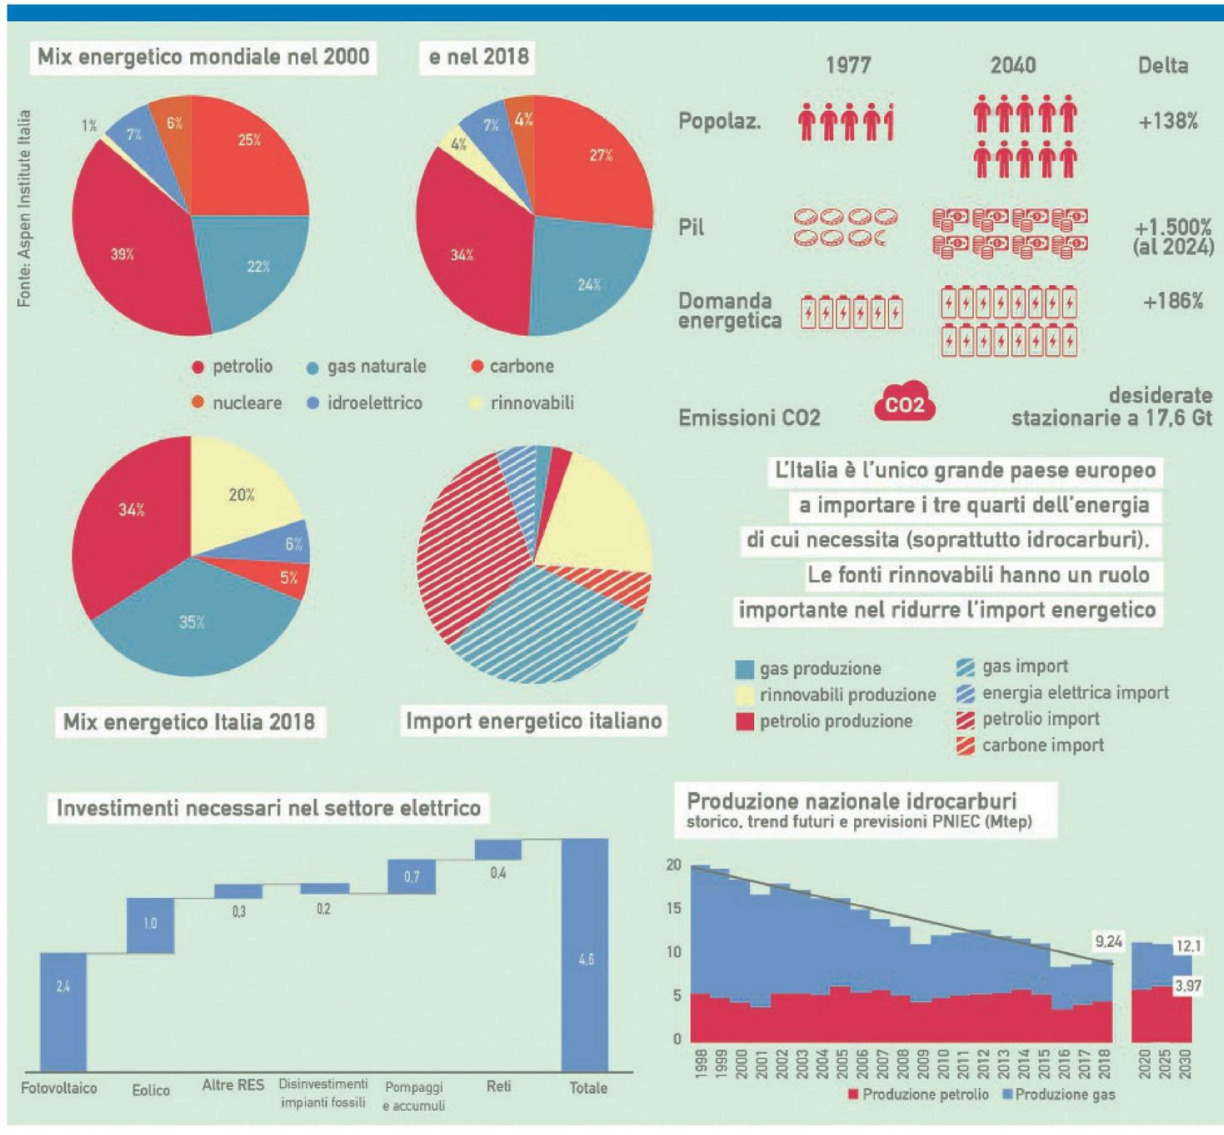 Mix energetico mondiale nel 2000
e nel 2018
Fonte: Aspen Institute Italia
1%
7%
6%
25%
39%
22%
4%
7%
4%
27%
34%
24%
petrolio
gas naturale
carbone
nucleare
idroelettrico
rinnovabili
1977
2040
Delta
Popolaz.
+138%
Pil
+1.500%
(al 2024)
Domanda
energetica
+186%
Emissioni CO2
CO2
desiderate
stazionarie a 17,6 Gt
34%
20%
6%
5%
35%
Mix energetico Italia 2018
Import energetico italiano
L'Italia è l'unico grande paese europeo
a importare i tre quarti dell'energia
di cui necessita (soprattutto idrocarburi).
Le fonti rinnovabili hanno un ruolo
importante nel ridurre l'import energetico
gas produzione
rinnovabili produzione
petrolio produzione
gas import
energia elettrica import
petrolio import
carbone import
Investimenti necessari nel settore elettrico
2,4
1.0
0,3
0,2
0,7
0,4
4,6
Fotovoltaico
Eolico
Altre RES
Disinvestimenti
impianti fossili
Pompaggi
e accumuli
Reti
Totale
Produzione nazionale idrocarburi
storico, trend futuri e previsioni PNIEC (Mtep)
20
15
10
5
0
9,24
12,1
3,97
1998
1999
2000
2001
2002
2003
2004
2005
2006
2007
2008
2009
2010
2011
2012
2013
2014
2015
2016
2017
2018
2020
2025
2030
Produzione petrolio
Produzione gas